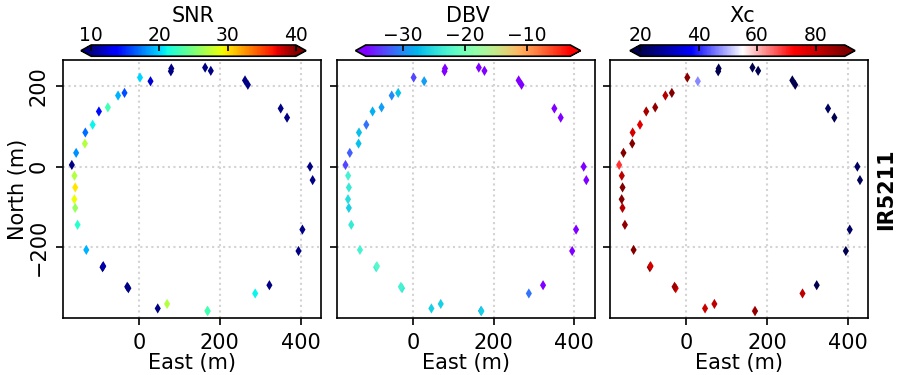 SNR DBV Xc
10 20 30 40 −30 −20 −10 20 40 60 80
200
0
−200
North (m)
IR5211
0 200 400 0 200 400 0 200 400
East (m) East (m) East (m)